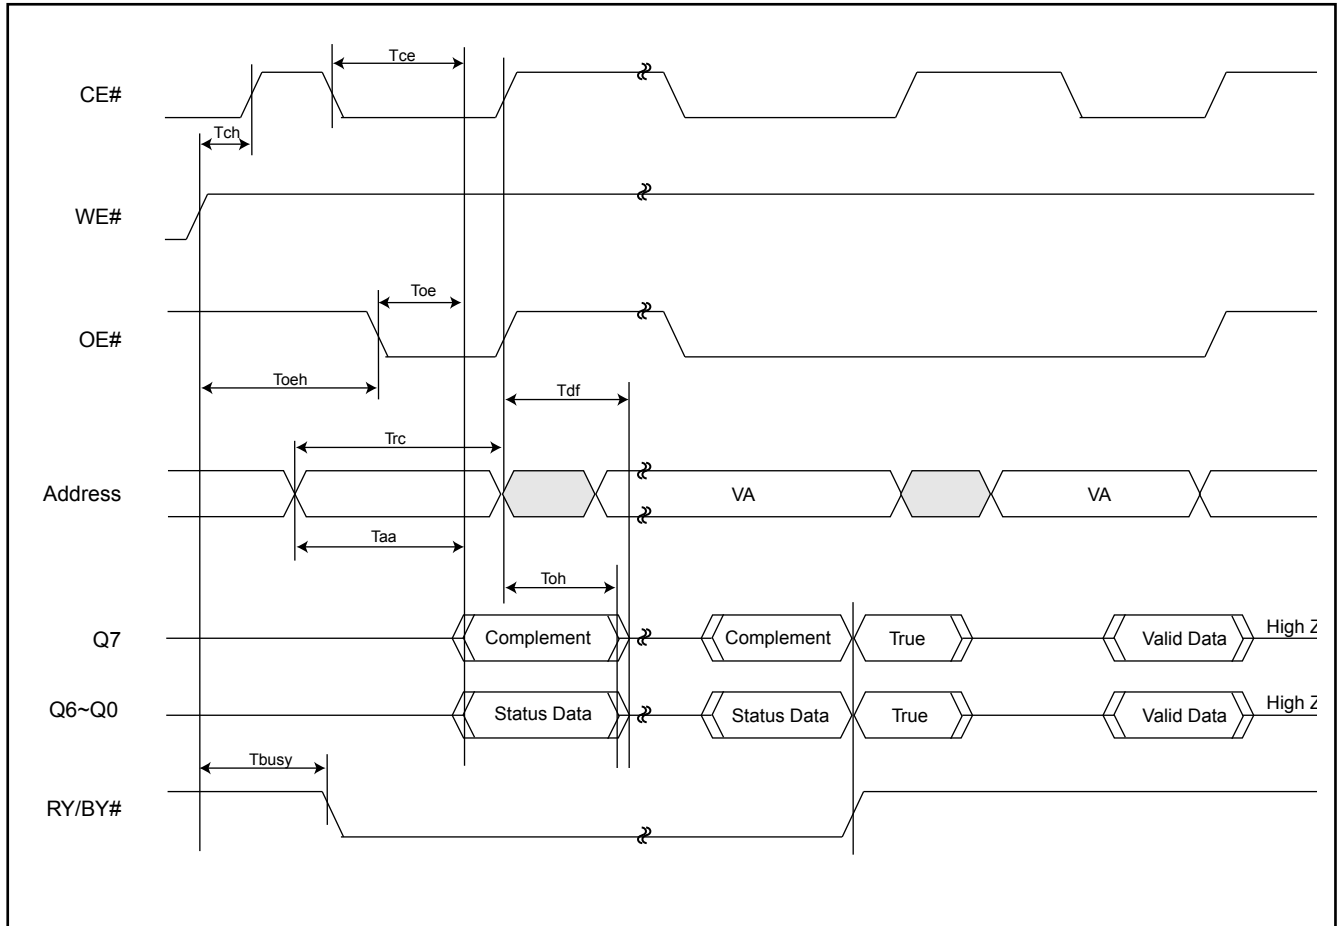 Tce
CE#
Tch
WE#
Toe
OE#
Toeh
Tdf
Trc
Address
VA
VA
Taa
Toh
Q7
Complement
Complement
True
Valid Data
High Z
Q6~Q0
Status Data
Status Data
True
Valid Data
High Z
Tbusy
RY/BY#